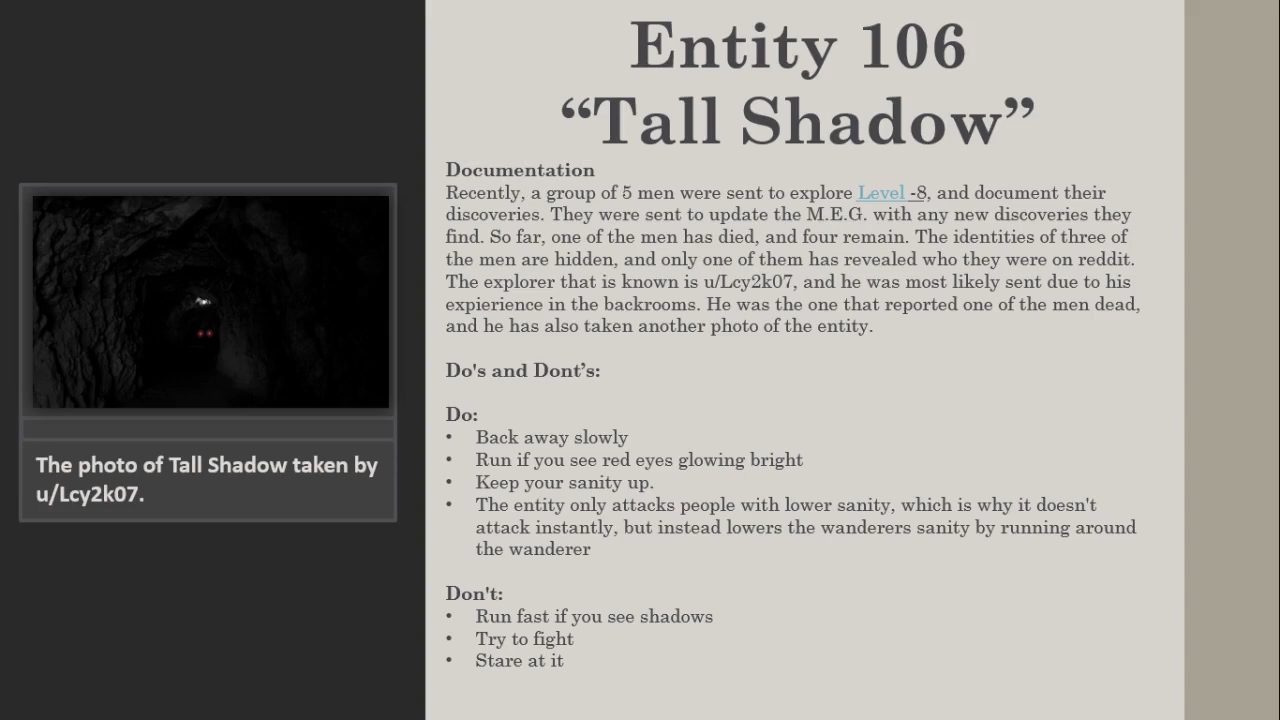 Entity 106
“Tall Shadow”
Documentation
Recently, a group of 5 men were sent to explore Level -8, and document their
discoveries. They were sent to update the M.E.G. with any new discoveries they
find. So far, one of the men has died, and four remain. The identities of three of
the men are hidden, and only one of them has revealed who they were on reddit.
The explorer that is known is u/Lcy2k07, and he was most likely sent due to his
expierience in the backrooms. He was the one that reported one of the men dead,
and he has also taken another photo of the entity.
Do's and Dont’s:
Do:
• Back away slowly
• Run if you see red eyes glowing bright
• Keep your sanity up.
• The entity only attacks people with lower sanity, which is why it doesn't
attack instantly, but instead lowers the wanderers sanity by running around
the wanderer
Don't:
• Run fast if you see shadows
• Try to fight
• Stare at it
The photo of Tall Shadow taken by
u/Lcy2k07.